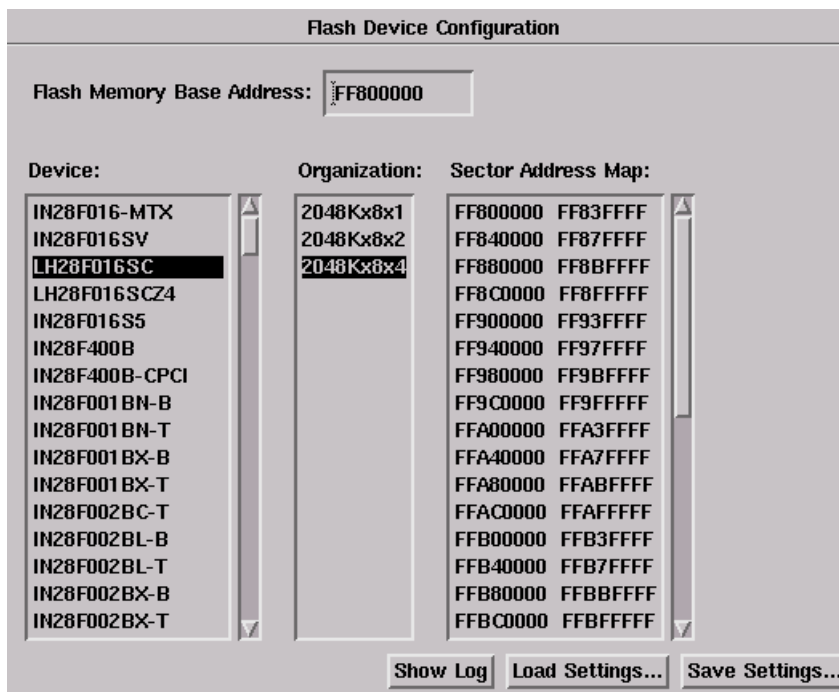 Flash Device Configuration
Flash Memory Base Address: FF800000
Device:
IN28F016-MTX
IN28F016SV
LH28F016SC
LH28F016SCZ4
IN28F016S5
IN28F400B
IN28F400B-CPCI
IN28F001BN-B
IN28F001BN-T
IN28F001BX-B
IN28F001BX-T
IN28F002BC-T
IN28F002BL-B
IN28F002BL-T
IN28F002BX-B
IN28F002BX-T
Organization:
2048Kx8x1
2048Kx8x2
2048Kx8x4
Sector Address Map:
FF800000 FF83FFFF
FF840000 FF87FFFF
FF880000 FF8BFFFF
FF8C0000 FF8FFFFF
FF900000 FF93FFFF
FF940000 FF97FFFF
FF980000 FF9BFFFF
FF9C0000 FF9FFFFF
FFA00000 FFA3FFFF
FFA40000 FFA7FFFF
FFA80000 FFABFFFF
FFAC0000 FFAFFFFF
FFB00000 FFB3FFFF
FFB40000 FFB7FFFF
FFB80000 FFBBFFFF
FFBC0000 FFBFFFFF
Show Log Load Settings... Save Settings...